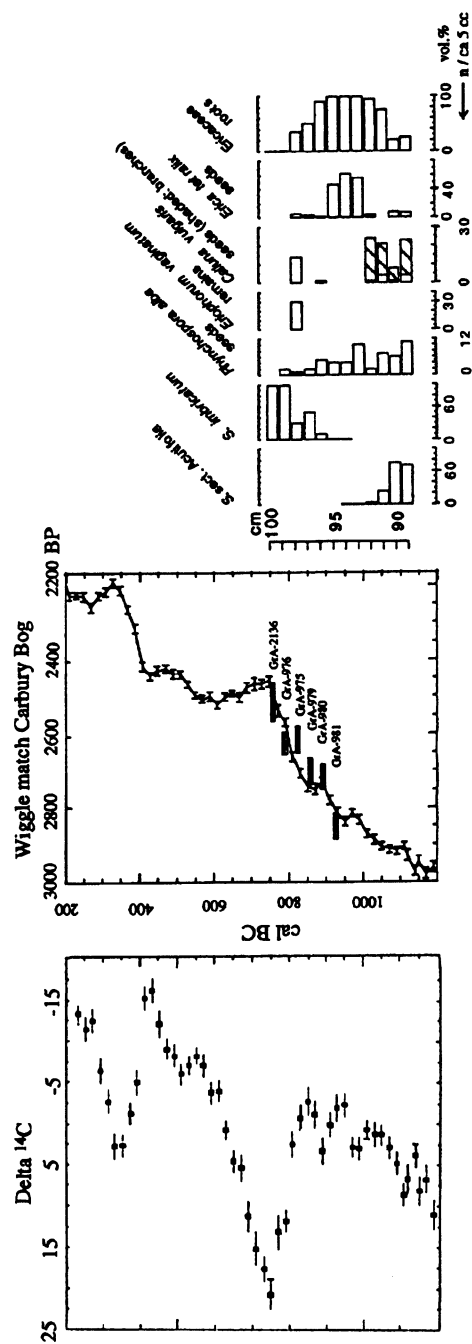 Delta ¹⁴C
25 15 5 -5 -15
Wiggle match Carbury Bog
3000 2800 2600 2400 2200 BP
cal BC
200
400
600
800
1000
GrA-2136
GrA-976
GrA-975
GrA-979
GrA-980
GrA-981
cm
100
95
90
S. sect. Acutifolia
S. imbricatum
Rhynchospora alba
seeds
Eriophorum vaginatum
remains
Calluna vulgaris
seeds (shaded: branches)
Erica tetralix
seeds
Ericaceae
roots
0 60
0 60
0 12
0 30
0 30
0 40
0 100
vol.%
← n / ca 5 cc